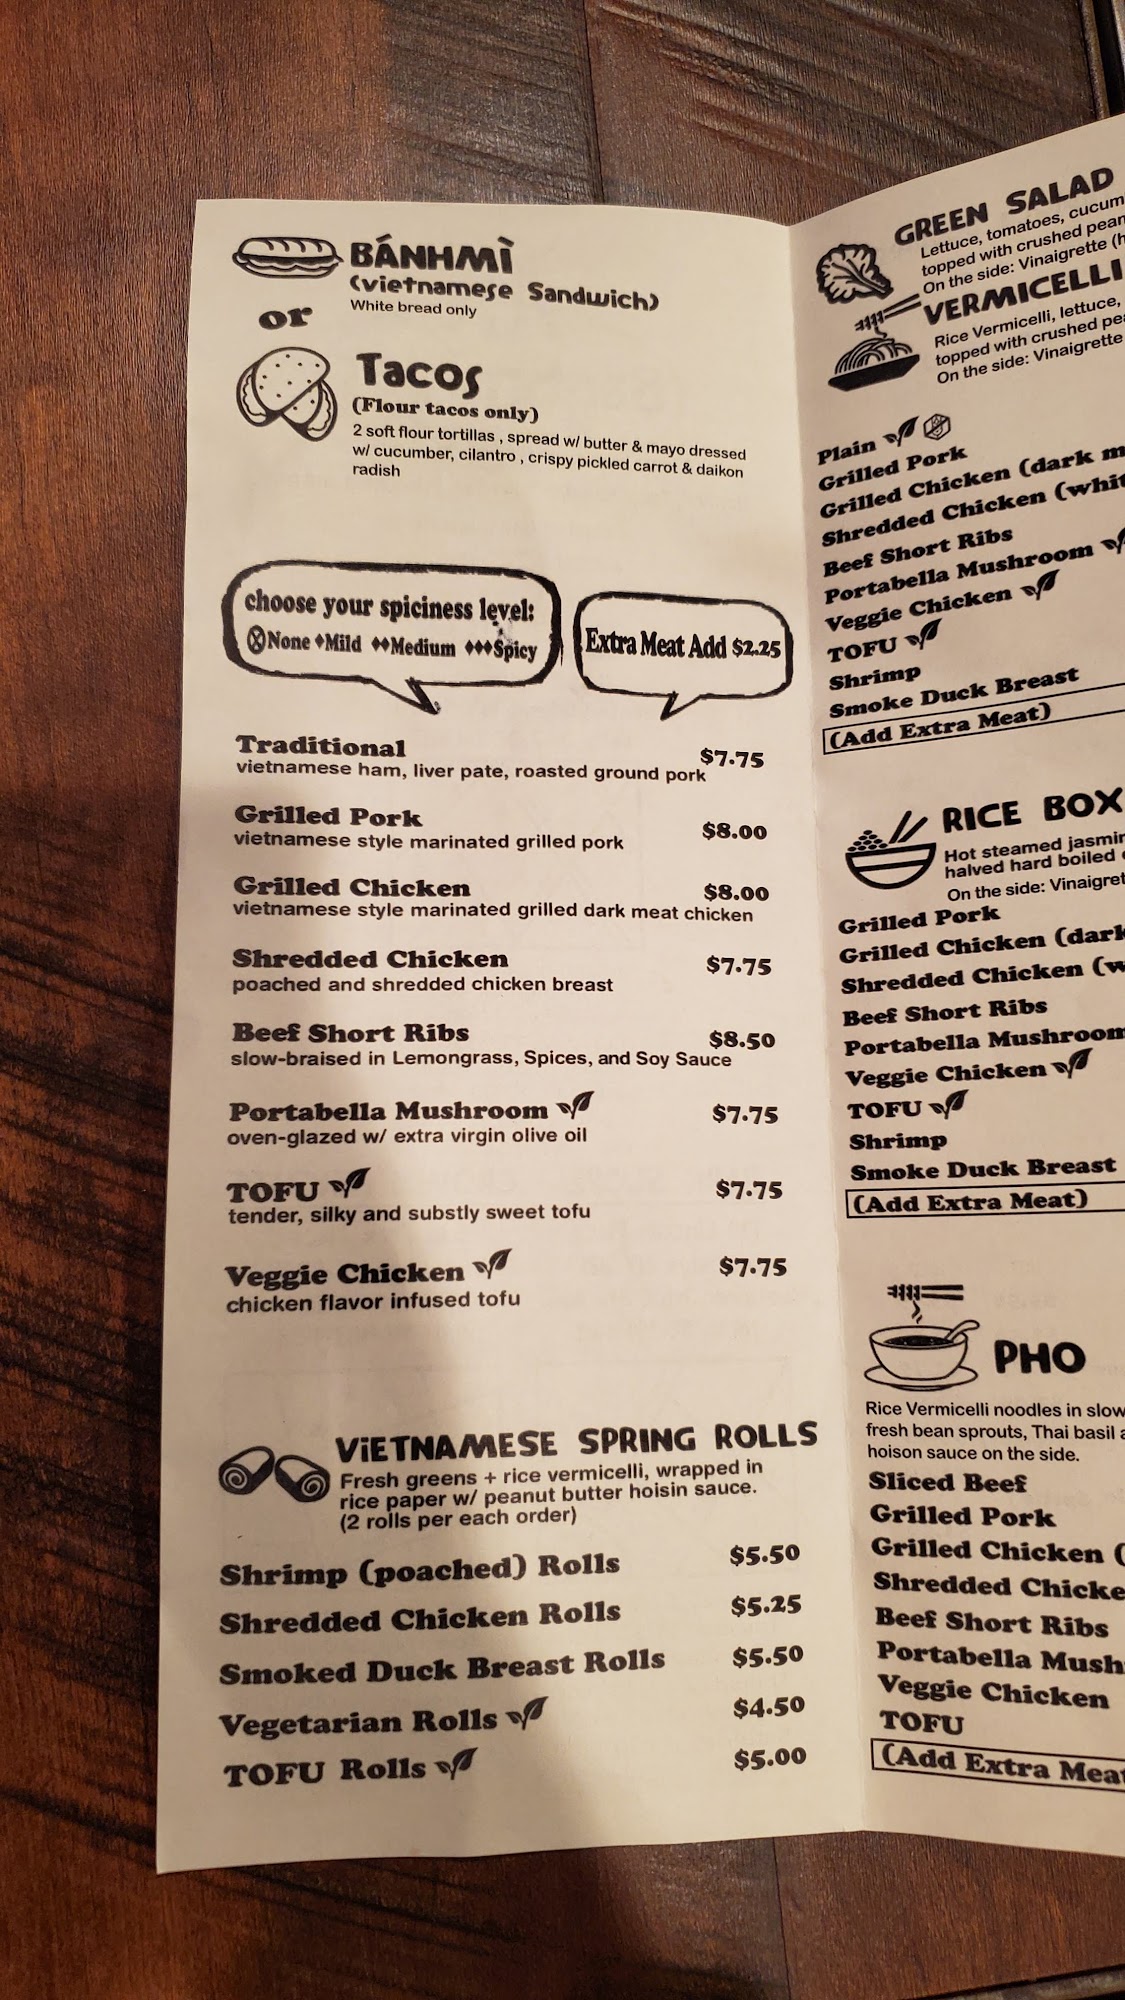 BÁNHMÌ
(vietnamese Sandwich)
White bread only
or
Tacos
(Flour tacos only)
2 soft flour tortillas , spread w/ butter & mayo dressed
w/ cucumber, cilantro , crispy pickled carrot & daikon
radish
choose your spiciness level:
None ♦Mild ♦♦Medium ♦♦♦Spicy
Extra Meat Add $2.25
Traditional $7.75
vietnamese ham, liver pate, roasted ground pork
Grilled Pork $8.00
vietnamese style marinated grilled pork
Grilled Chicken $8.00
vietnamese style marinated grilled dark meat chicken
Shredded Chicken $7.75
poached and shredded chicken breast
Beef Short Ribs $8.50
slow-braised in Lemongrass, Spices, and Soy Sauce
Portabella Mushroom $7.75
oven-glazed w/ extra virgin olive oil
TOFU $7.75
tender, silky and substly sweet tofu
Veggie Chicken $7.75
chicken flavor infused tofu
VIETNAMESE SPRING ROLLS
Fresh greens + rice vermicelli, wrapped in
rice paper w/ peanut butter hoisin sauce.
(2 rolls per each order)
Shrimp (poached) Rolls $5.50
Shredded Chicken Rolls $5.25
Smoked Duck Breast Rolls $5.50
Vegetarian Rolls $4.50
TOFU Rolls $5.00
GREEN SALAD
Lettuce, tomatoes,
topped with crushed
On the side: Vinaigrette
VERMICELLI
Rice Vermicelli, lettuce,
topped with crushed
On the side: Vinaigrette
Plain
Grilled Pork
Grilled Chicken (dark
Shredded Chicken
Beef Short Ribs
Portabella Mushroom
Veggie Chicken
TOFU
Shrimp
Smoke Duck Breast
(Add Extra Meat)
RICE BOX
Hot steamed
halved hard boiled
On the side:
Grilled Pork
Grilled Chicken (dark
Shredded Chicken
Beef Short Ribs
Portabella Mushroom
Veggie Chicken
TOFU
Shrimp
Smoke Duck Breast
(Add Extra Meat)
PHO
Rice Vermicelli noodles in slow
fresh bean sprouts, Thai basil
hoison sauce on the side.
Sliced Beef
Grilled Pork
Grilled Chicken (
Shredded
Beef Short Ribs
Portabella
Veggie Chicken
TOFU
(Add Extra